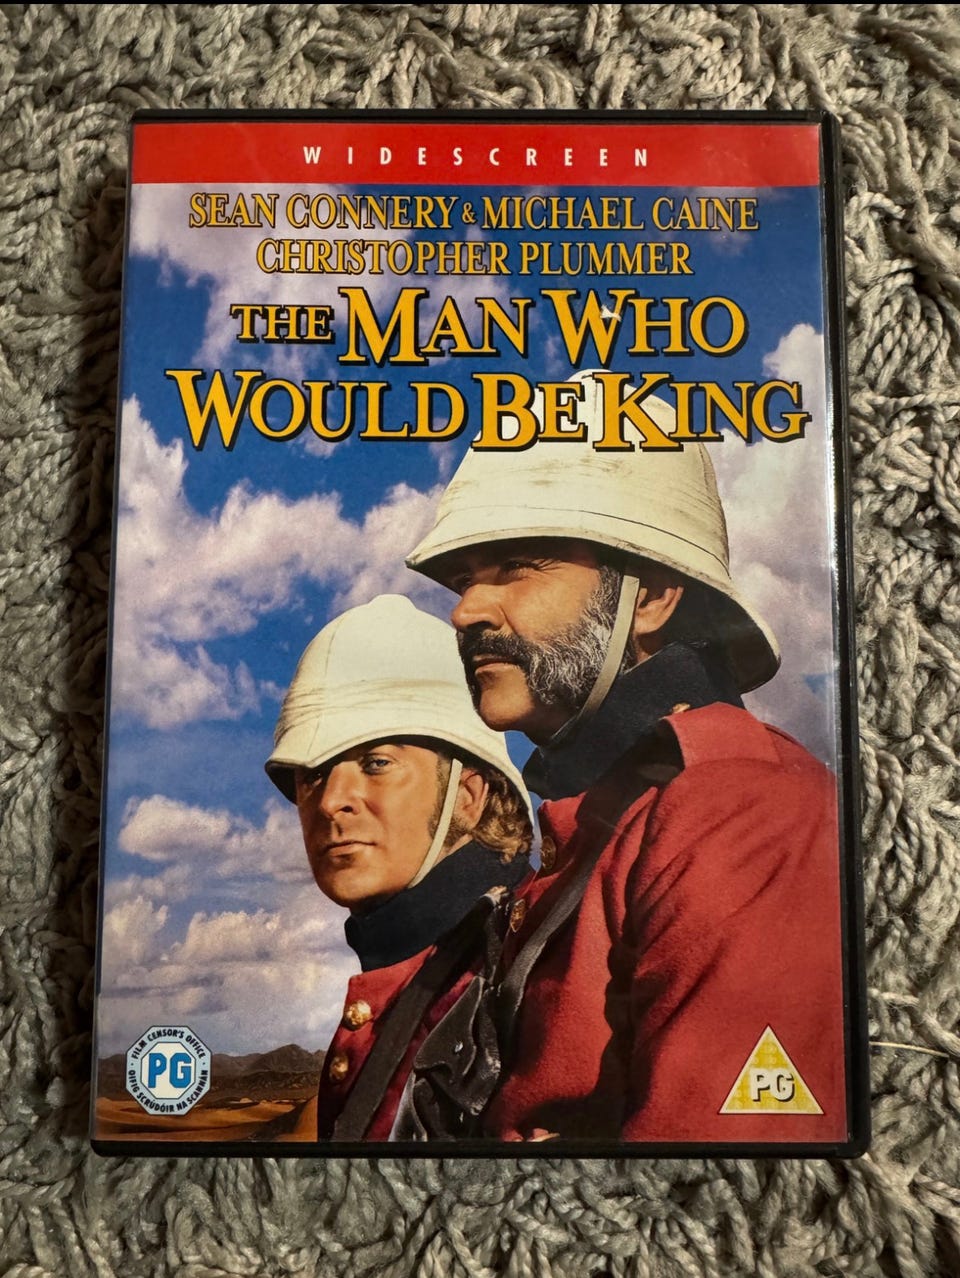 WIDESCREEN
SEAN CONNERY & MICHAEL CAINE
CHRISTOPHER PLUMMER
THE MAN WHO
WOULD BE KING
FILM CENSOR'S OFFICE
PG
OIFIG SCRÚDÓIR NA SCANNÁN
PG